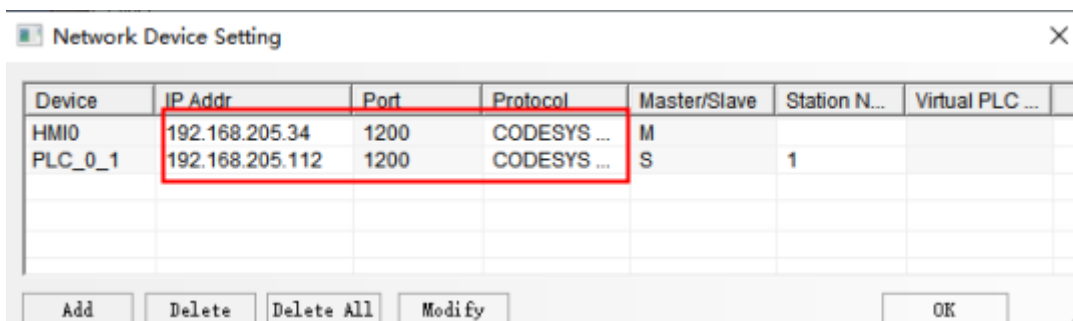 Network Device Setting
Device IP Addr Port Protocol Master/Slave Station N... Virtual PLC ...
HMI0 192.168.205.34 1200 CODESYS ... M
PLC_0_1 192.168.205.112 1200 CODESYS ... S 1
Add Delete Delete All Modify OK